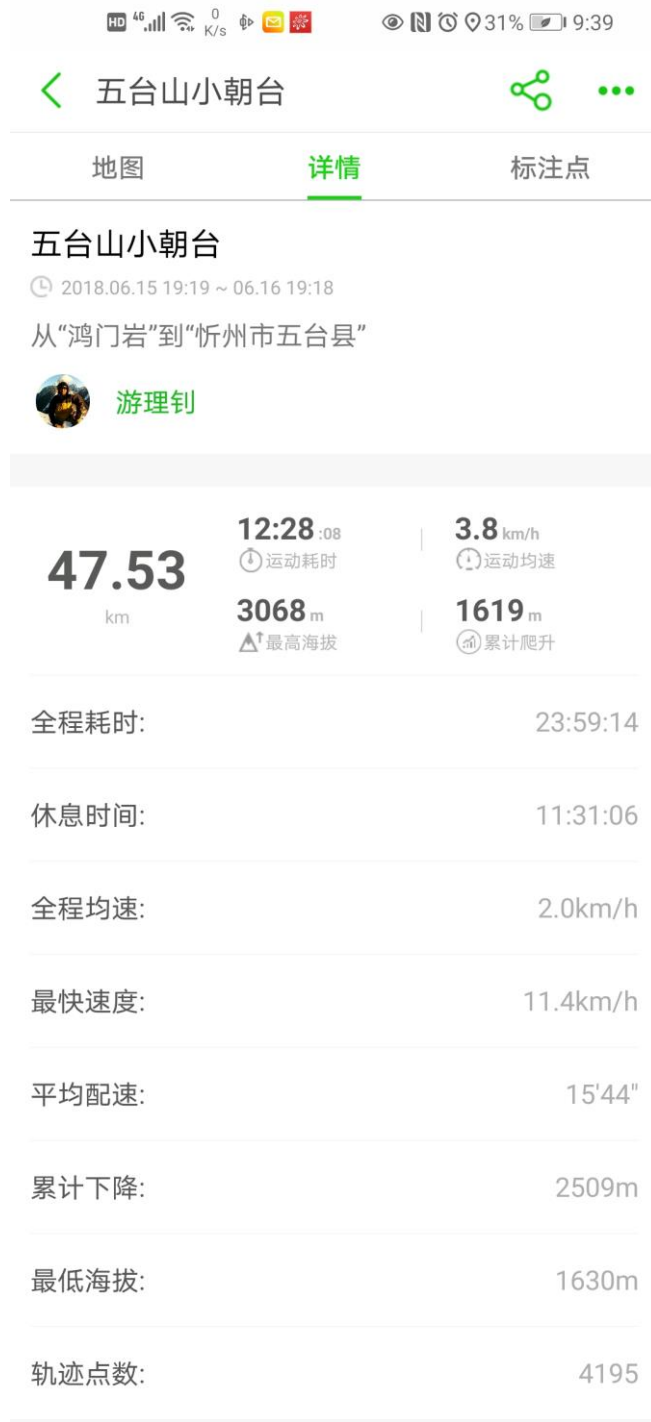 HD 4G 0 K/s 31% 9:39
五台山小朝台
地图 详情 标注点
五台山小朝台
2018.06.15 19:19 ~ 06.16 19:18
从“鸿门岩”到“忻州市五台县”
游理钊
47.53
km
12:28:08
运动耗时
3.8 km/h
运动均速
3068 m
最高海拔
1619 m
累计爬升
全程耗时: 23:59:14
休息时间: 11:31:06
全程均速: 2.0km/h
最快速度: 11.4km/h
平均配速: 15'44"
累计下降: 2509m
最低海拔: 1630m
轨迹点数: 4195